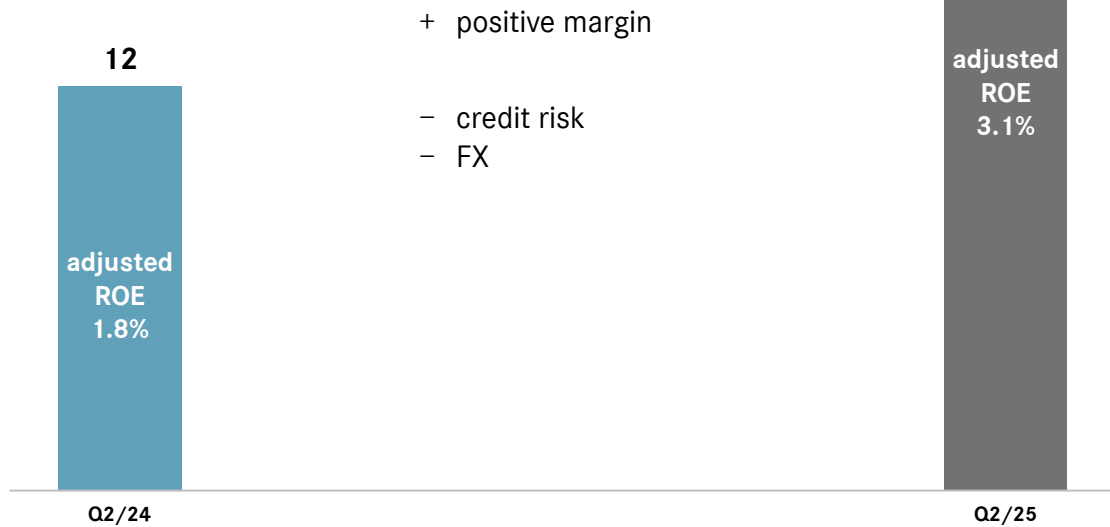 + positive margin
12
– credit risk
– FX
adjusted
ROE
1.8%
adjusted
ROE
3.1%
Q2/24
Q2/25